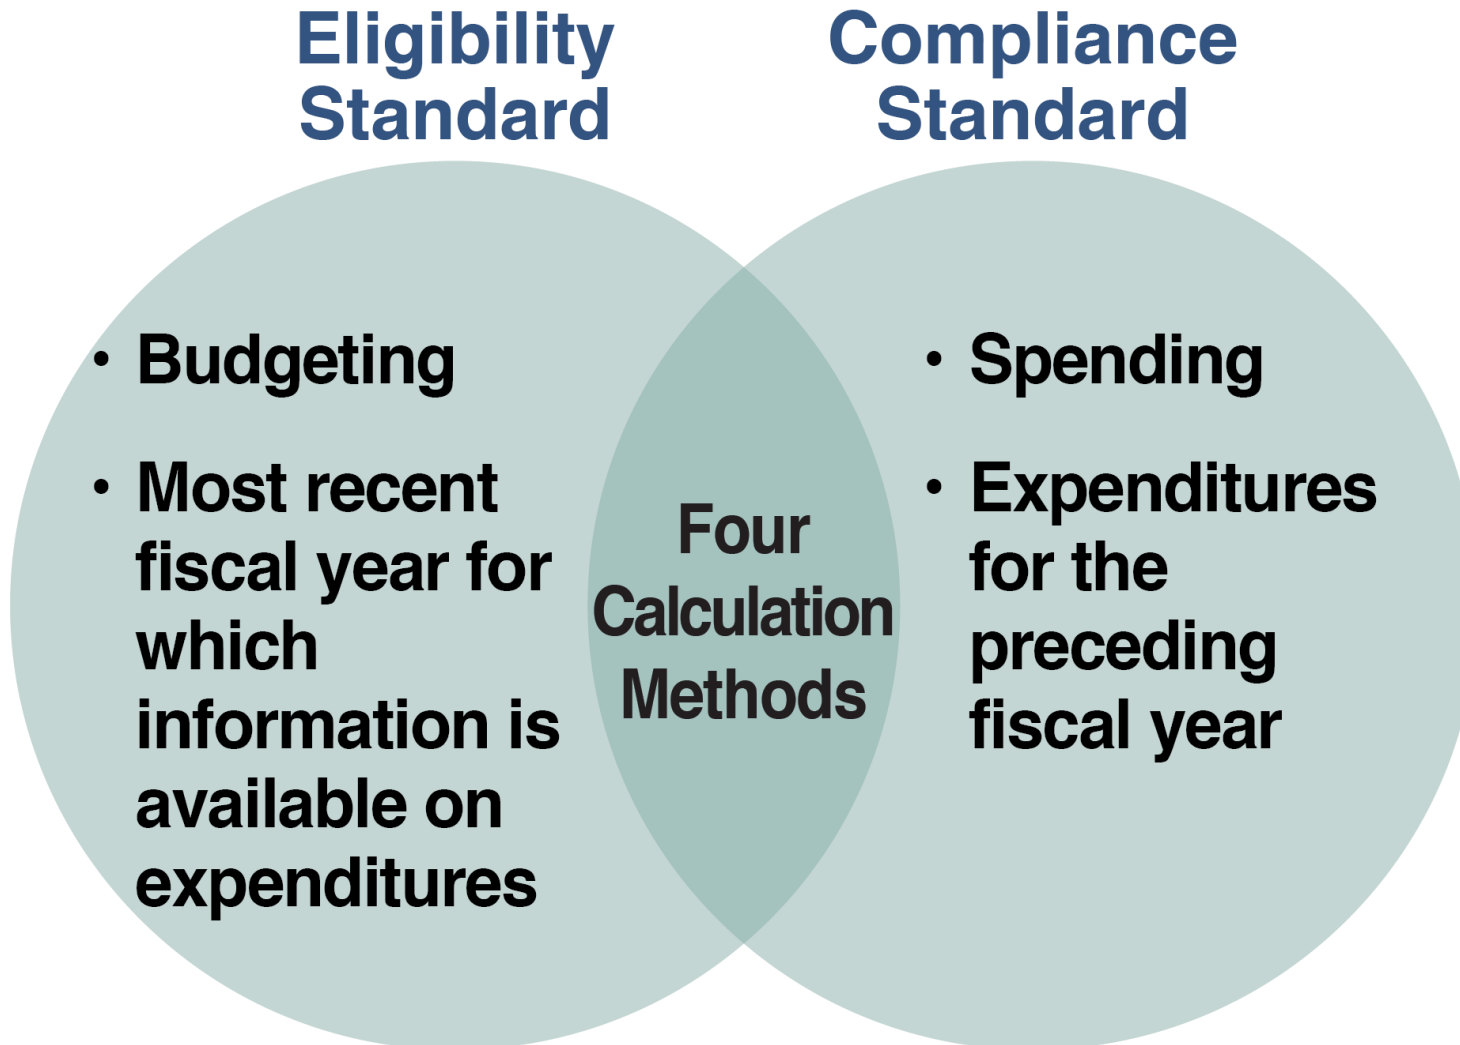 Eligibility
Standard
Compliance
Standard
• Budgeting
• Most recent
fiscal year for
which
information is
available on
expenditures
Four
Calculation
Methods
• Spending
• Expenditures
for the
preceding
fiscal year